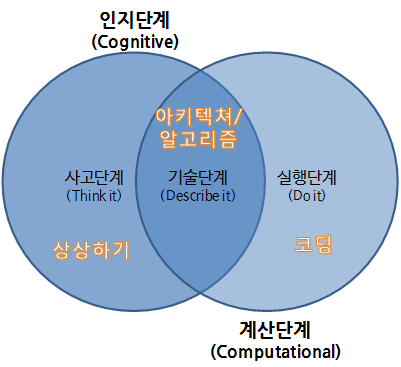 인지단계
(Cognitive)
아키텍쳐/
알고리즘
사고단계
(Think it)
기술단계
(Describe it)
실행단계
(Do it)
상상하기
코딩
계산단계
(Computational)